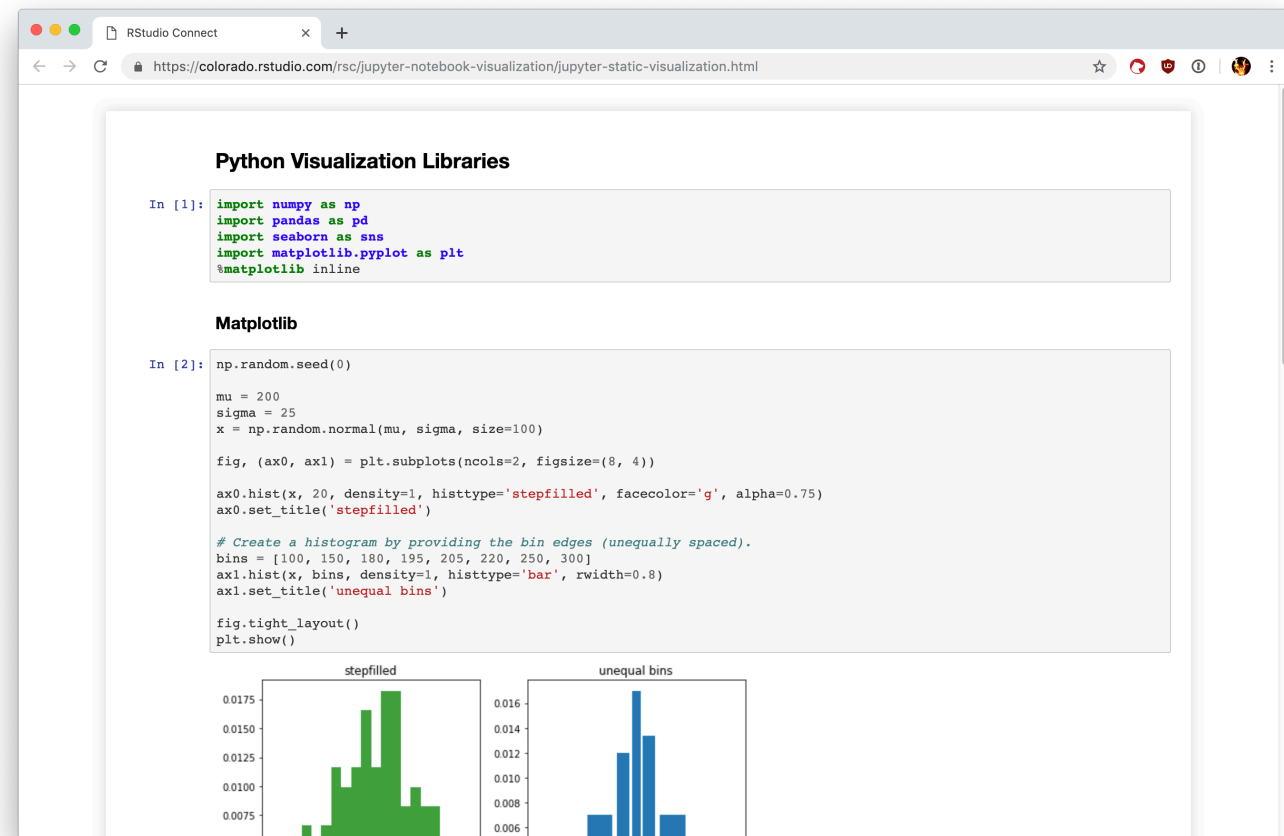 RStudio Connect
https://colorado.rstudio.com/rsc/jupyter-notebook-visualization/jupyter-static-visualization.html
Python Visualization Libraries
In [1]:
import numpy as np
import pandas as pd
import seaborn as sns
import matplotlib.pyplot as plt
%matplotlib inline
Matplotlib
In [2]:
np.random.seed(0)
mu = 200
sigma = 25
x = np.random.normal(mu, sigma, size=100)
fig, (ax0, ax1) = plt.subplots(ncols=2, figsize=(8, 4))
ax0.hist(x, 20, density=1, histtype='stepfilled', facecolor='g', alpha=0.75)
ax0.set_title('stepfilled')
# Create a histogram by providing the bin edges (unequally spaced).
bins = [100, 150, 180, 195, 205, 220, 250, 300]
ax1.hist(x, bins, density=1, histtype='bar', rwidth=0.8)
ax1.set_title('unequal bins')
fig.tight_layout()
plt.show()
stepfilled
0.0175
0.0150
0.0125
0.0100
0.0075
unequal bins
0.016
0.014
0.012
0.010
0.008
0.006